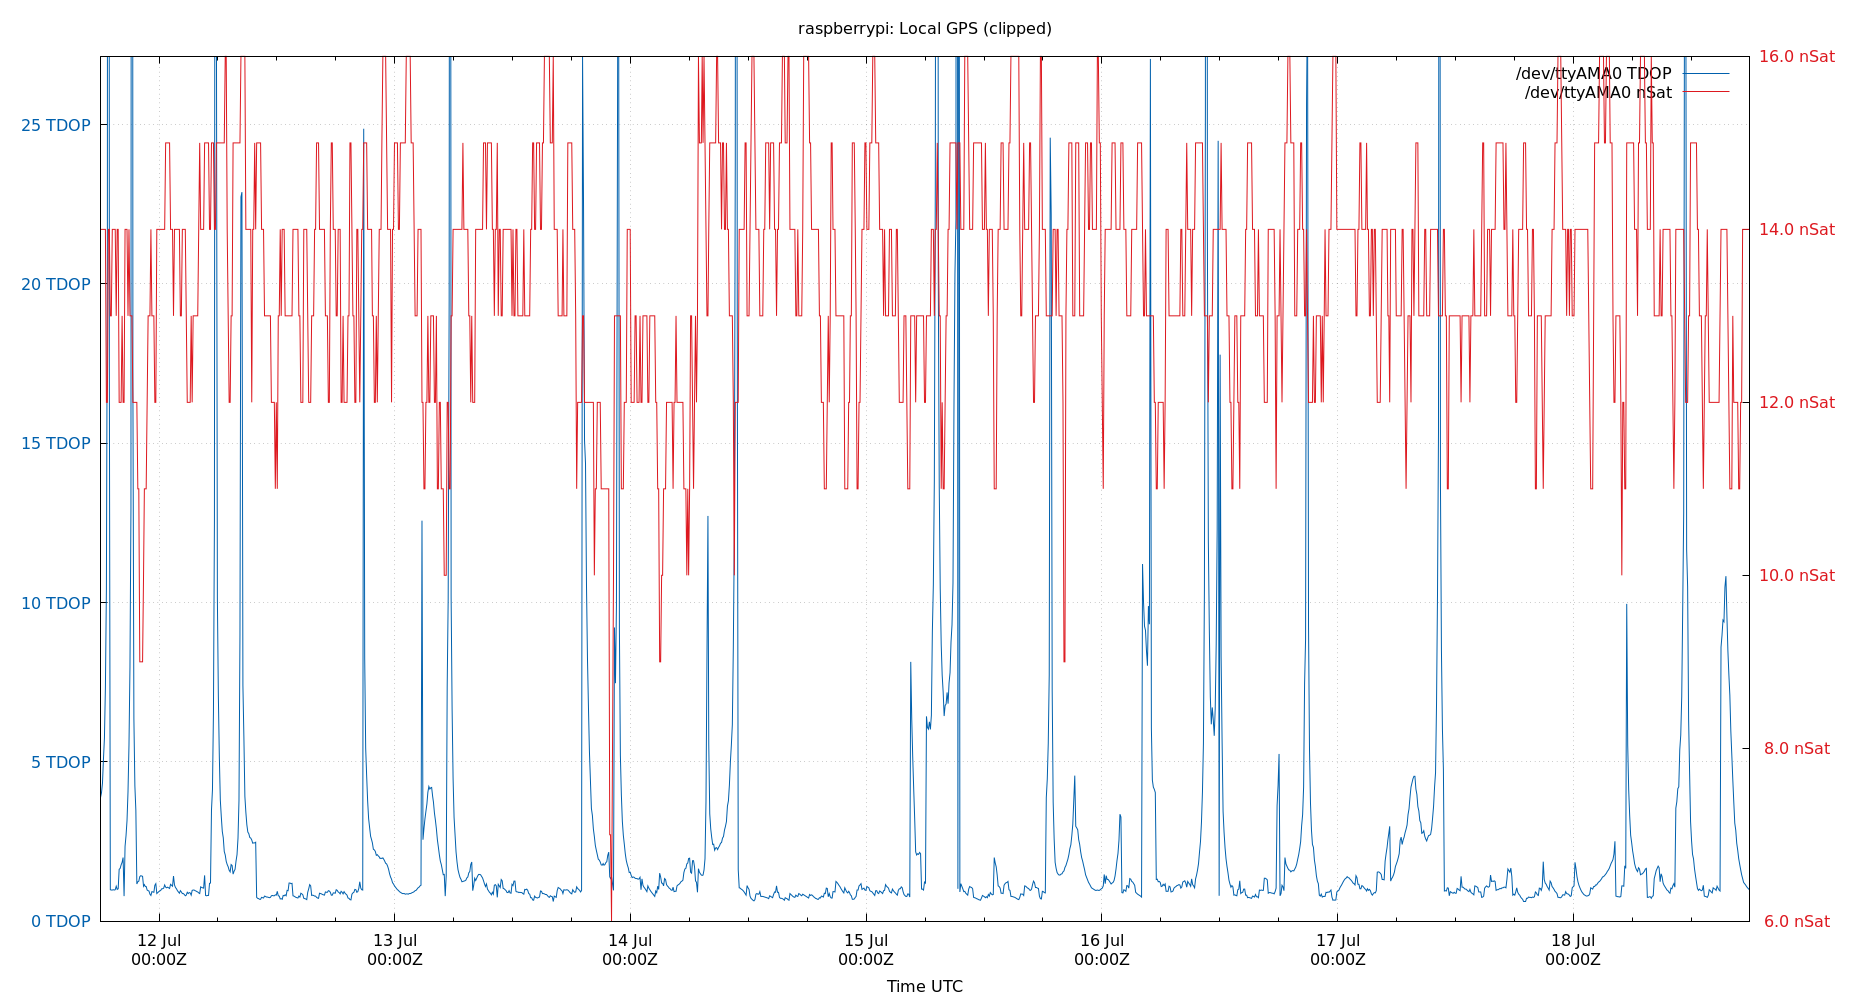 raspberrypi: Local GPS (clipped)
16.0 nSat
/dev/ttyAMA0 TDOP
/dev/ttyAMA0 nSat
25 TDOP
14.0 nSat
20 TDOP
12.0 nSat
15 TDOP
10.0 nSat
10 TDOP
8.0 nSat
5 TDOP
0 TDOP
6.0 nSat
12 Jul 13 Jul 14 Jul 15 Jul 16 Jul 17 Jul 18 Jul
00:00Z 00:00Z 00:00Z 00:00Z 00:00Z 00:00Z 00:00Z
Time UTC